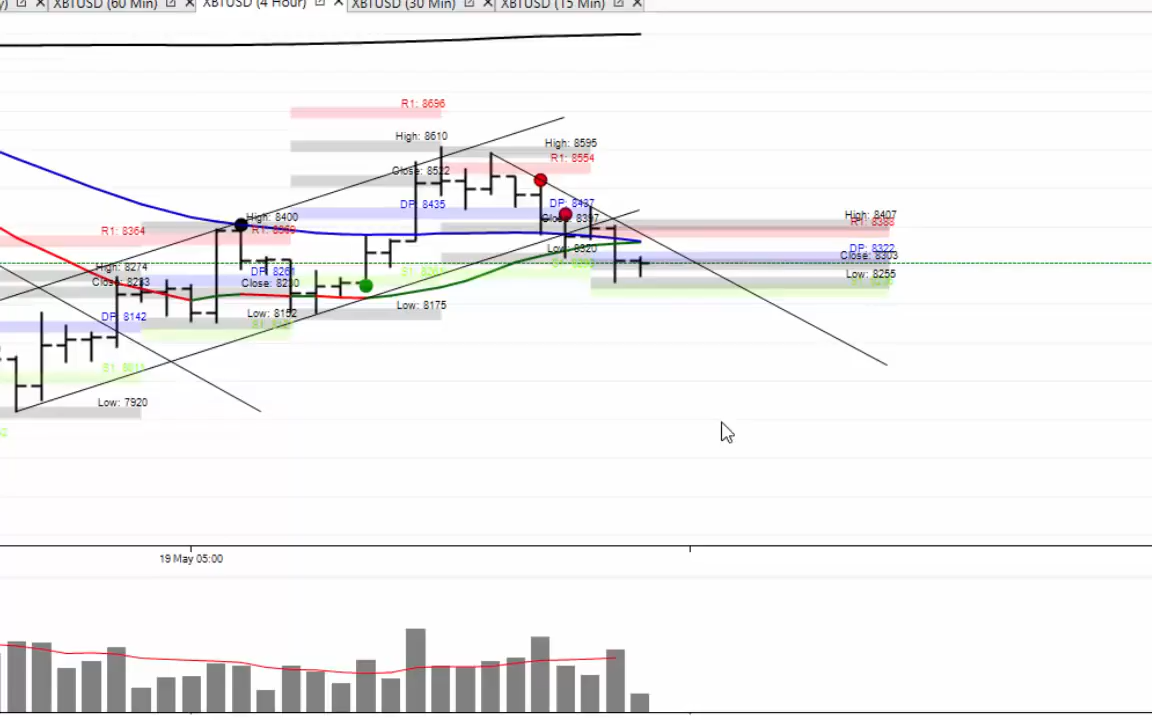 XBTUSD (60 Min)
XBTUSD (4 Hour)
XBTUSD (30 Min)
XBTUSD (15 Min)
R1: 8696
High: 8610
High: 8595
R1: 8554
Close: 8522
DP: 8435
DP: 8437
High: 8400
Close: 8397
High: 8407
R1: 8364
Low: 8320
DP: 8322
Close: 8303
High: 8274
DP: 8261
Low: 8255
Close: 8233
Close: 8230
Low: 8175
Low: 8152
DP: 8142
Low: 7920
19 May 05:00